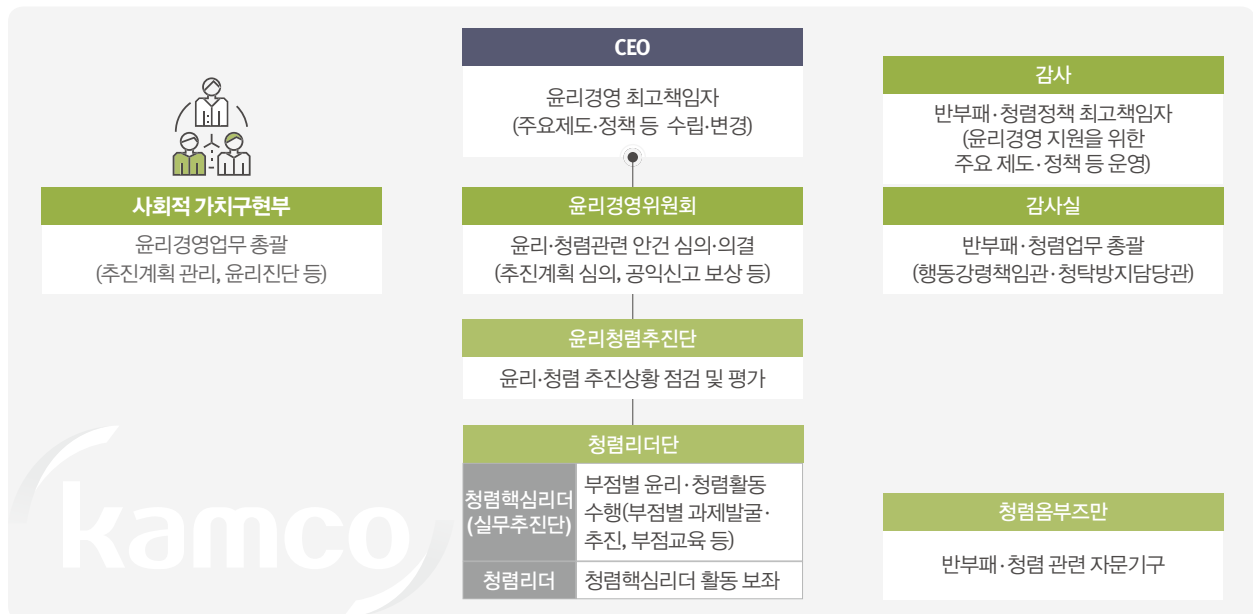 CEO
윤리경영 최고책임자
(주요제도·정책 등 수립·변경)
감사
반부패·청렴정책 최고책임자
(윤리경영 지원을 위한
주요 제도·정책 등 운영)
사회적 가치구현부
윤리경영업무 총괄
(추진계획 관리, 윤리진단 등)
윤리경영위원회
윤리·청렴관련 안건 심의·의결
(추진계획 심의, 공익신고 보상 등)
감사실
반부패·청렴업무 총괄
(행동강령책임관·청탁방지담당관)
윤리청렴추진단
윤리·청렴 추진상황 점검 및 평가
청렴리더단
청렴핵심리더
(실무추진단)
부점별 윤리·청렴활동
수행(부점별 과제발굴·
추진, 부점교육 등)
청렴리더
청렴핵심리더 활동 보좌
청렴옴부즈만
반부패·청렴 관련 자문기구
kamco